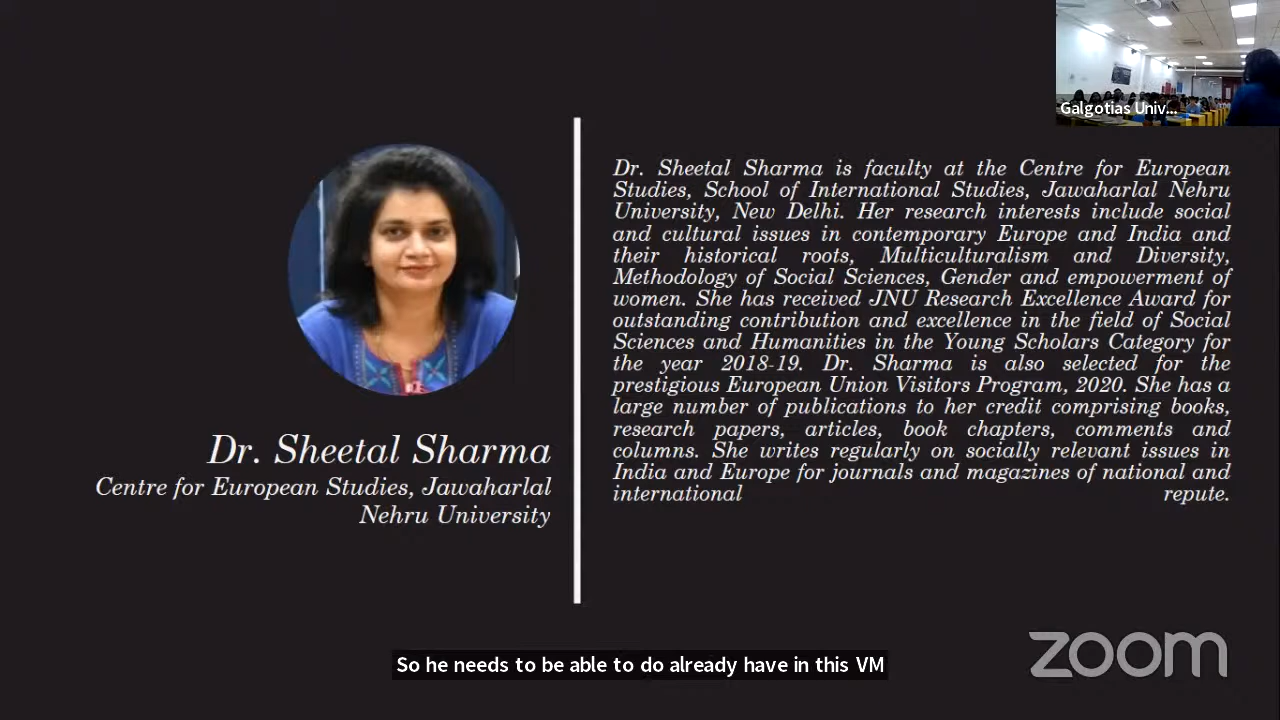 Galgotias Univ...
Dr. Sheetal Sharma is faculty at the Centre for European
Studies, School of International Studies, Jawaharlal Nehru
University, New Delhi. Her research interests include social
and cultural issues in contemporary Europe and India and
their historical roots, Multiculturalism and Diversity,
Methodology of Social Sciences, Gender and empowerment of
women. She has received JNU Research Excellence Award for
outstanding contribution and excellence in the field of Social
Sciences and Humanities in the Young Scholars Category for
the year 2018-19. Dr. Sharma is also selected for the
prestigious European Union Visitors Program, 2020. She has a
large number of publications to her credit comprising books,
research papers, articles, book chapters, comments and
columns. She writes regularly on socially relevant issues in
India and Europe for journals and magazines of national and
international repute.
Dr. Sheetal Sharma
Centre for European Studies, Jawaharlal
Nehru University
So he needs to be able to do already have in this VM
zoom